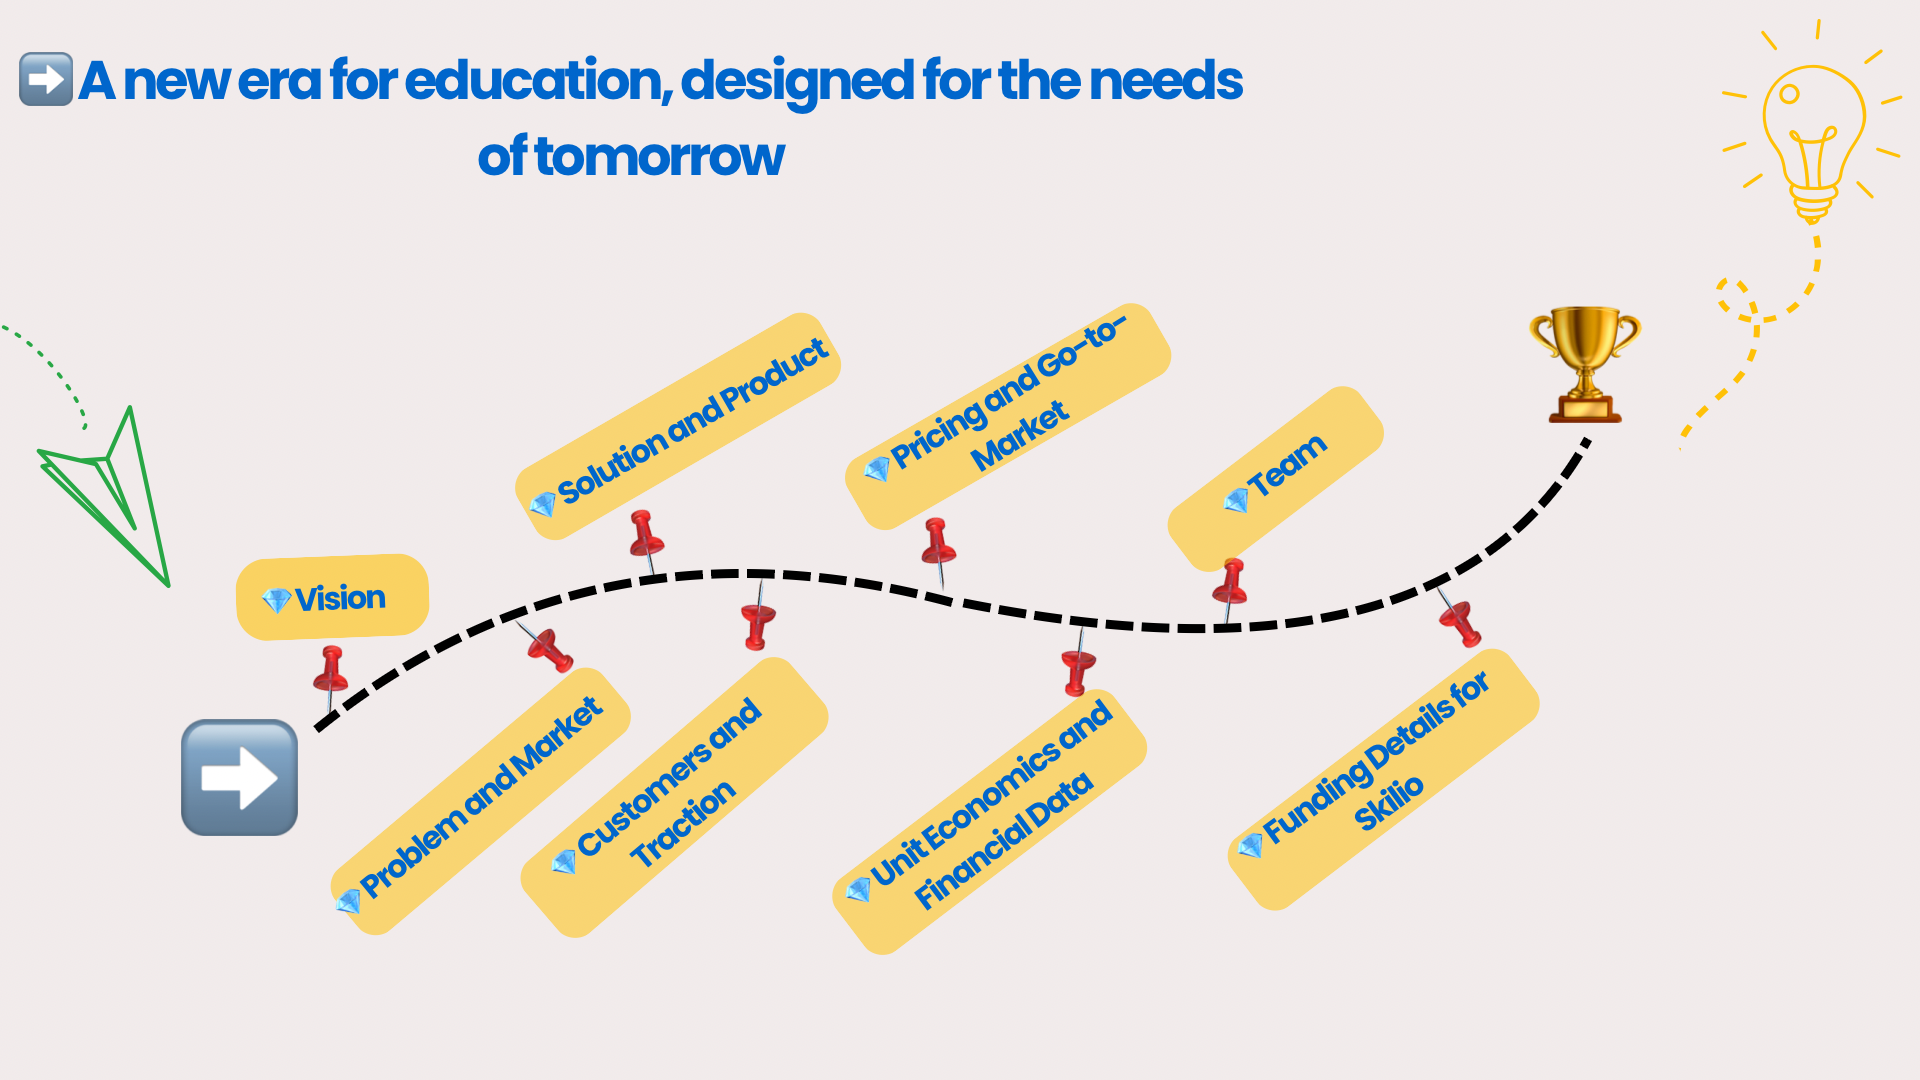 A new era for education, designed for the needs
of tomorrow
Vision
Problem and Market
Solution and Product
Customers and
Traction
Pricing and Go-to-
Market
Unit Economics and
Financial Data
Team
Funding Details for
Skilio